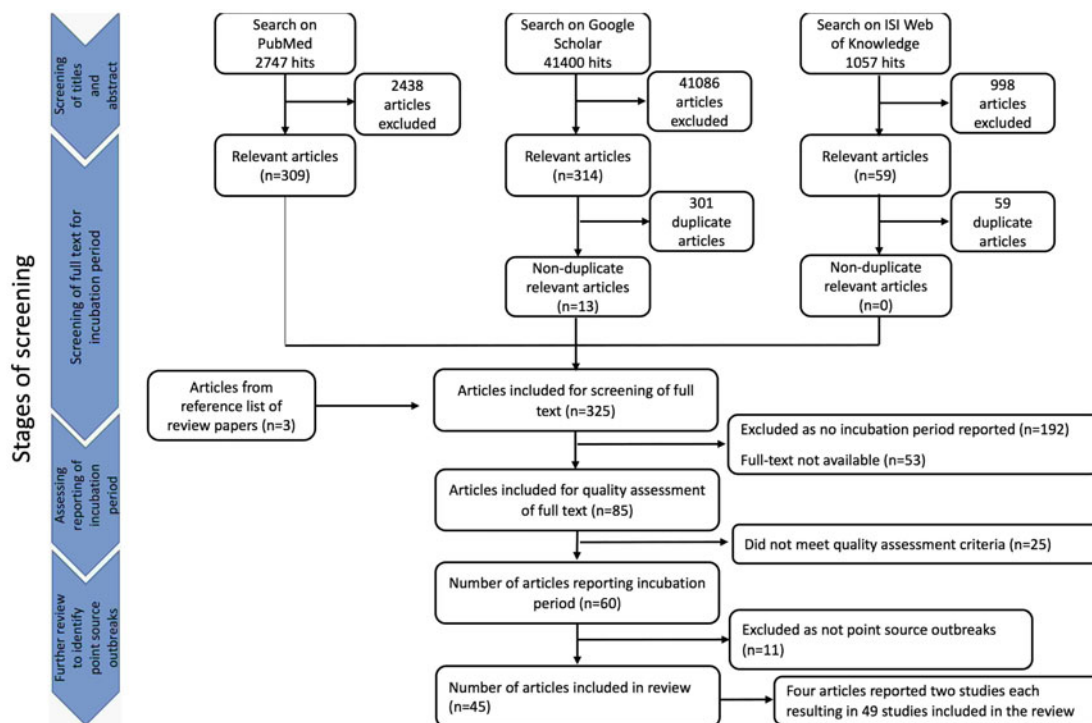 Search on
PubMed
2747 hits
Search on Google
Scholar
41400 hits
Search on ISI Web
of Knowledge
1057 hits
2438
articles
excluded
41086
articles
excluded
998
articles
excluded
Relevant articles
(n=309)
Relevant articles
(n=314)
Relevant articles
(n=59)
301
duplicate
articles
59
duplicate
articles
Non-duplicate
relevant articles
(n=13)
Non-duplicate
relevant articles
(n=0)
Articles from
reference list of
review papers (n=3)
Articles included for screening of full
text (n=325)
Excluded as no incubation period reported (n=192)
Full-text not available (n=53)
Articles included for quality assessment
of full text (n=85)
Did not meet quality assessment criteria (n=25)
Number of articles reporting incubation
period (n=60)
Excluded as not point source outbreaks
(n=11)
Number of articles included in review
(n=45)
Four articles reported two studies each
resulting in 49 studies included in the review
Stages of screening
Screening of titles
and
abstract
Screening of full text for
incubation period
Assessing
reporting of
incubation
period
Further review
to identify
point source
outbreaks